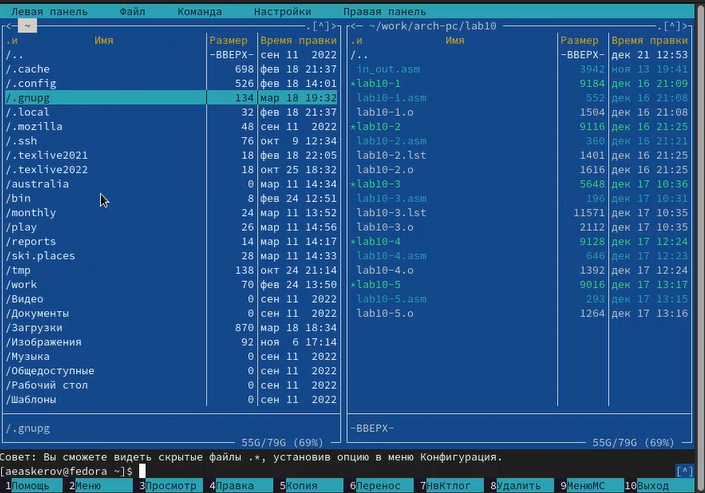 Левая панель Файл Команда Настройки Правая панель
<─ ~ .[^]> <─ ~/work/arch-pc/lab10 .[^]>
.и Имя Размер Время правки .и Имя Размер Время правки
/.. -ВВЕРХ- сен 11 2022 /.. -ВВЕРХ- дек 21 12:53
/.cache 698 фев 18 21:37 in_out.asm 3942 ноя 13 19:41
/.config 526 фев 18 14:01 *lab10-1 9184 дек 16 21:09
/.gnupg 134 мар 18 19:32 lab10-1.asm 552 дек 16 21:08
/.local 32 фев 18 21:37 lab10-1.o 1504 дек 16 21:08
/.mozilla 48 сен 11 2022 *lab10-2 9116 дек 16 21:25
/.ssh 76 окт 9 12:34 lab10-2.asm 360 дек 16 21:21
/.texlive2021 18 фев 18 22:05 lab10-2.lst 1401 дек 16 21:25
/.texlive2022 18 окт 25 18:32 lab10-2.o 1616 дек 16 21:25
/australia 0 мар 11 14:34 *lab10-3 5648 дек 17 10:36
/bin 8 фев 24 12:51 lab10-3.asm 196 дек 17 10:31
/monthly 24 мар 11 13:52 lab10-3.lst 11571 дек 17 10:35
/play 26 мар 11 14:56 lab10-3.o 2112 дек 17 10:35
/reports 14 мар 11 14:17 *lab10-4 9128 дек 17 12:24
/ski.places 28 мар 11 14:33 lab10-4.asm 646 дек 17 12:23
/tmp 138 окт 24 21:14 lab10-4.o 1392 дек 17 12:24
/work 70 фев 24 13:50 *lab10-5 9016 дек 17 13:17
/Видео 0 сен 11 2022 lab10-5.asm 293 дек 17 13:15
/Документы 0 сен 11 2022 lab10-5.o 1264 дек 17 13:16
/Загрузки 870 мар 18 18:34
/Изображения 92 ноя 6 17:14
/Музыка 0 сен 11 2022
/Общедоступные 0 сен 11 2022
/Рабочий стол 0 сен 11 2022
/Шаблоны 0 сен 11 2022
/.gnupg -ВВЕРХ-
55G/79G (69%) 55G/79G (69%)
Совет: Вы сможете видеть скрытые файлы .*, установив опцию в меню Конфигурация.
[aeaskerov@fedora ~]$ [^]
1Помощь 2Меню 3Просмотр 4Правка 5Копия 6Перенос 7НвКтлог 8Удалить 9МенюMC 10Выход